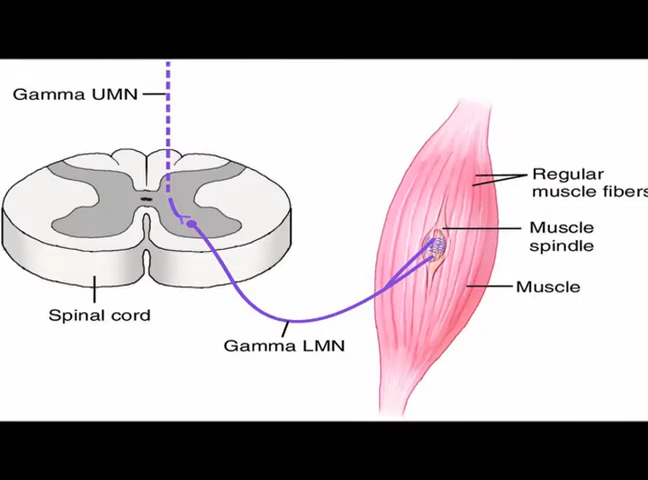 Gamma UMN
Regular
muscle fibers
Muscle
spindle
Muscle
Spinal cord
Gamma LMN